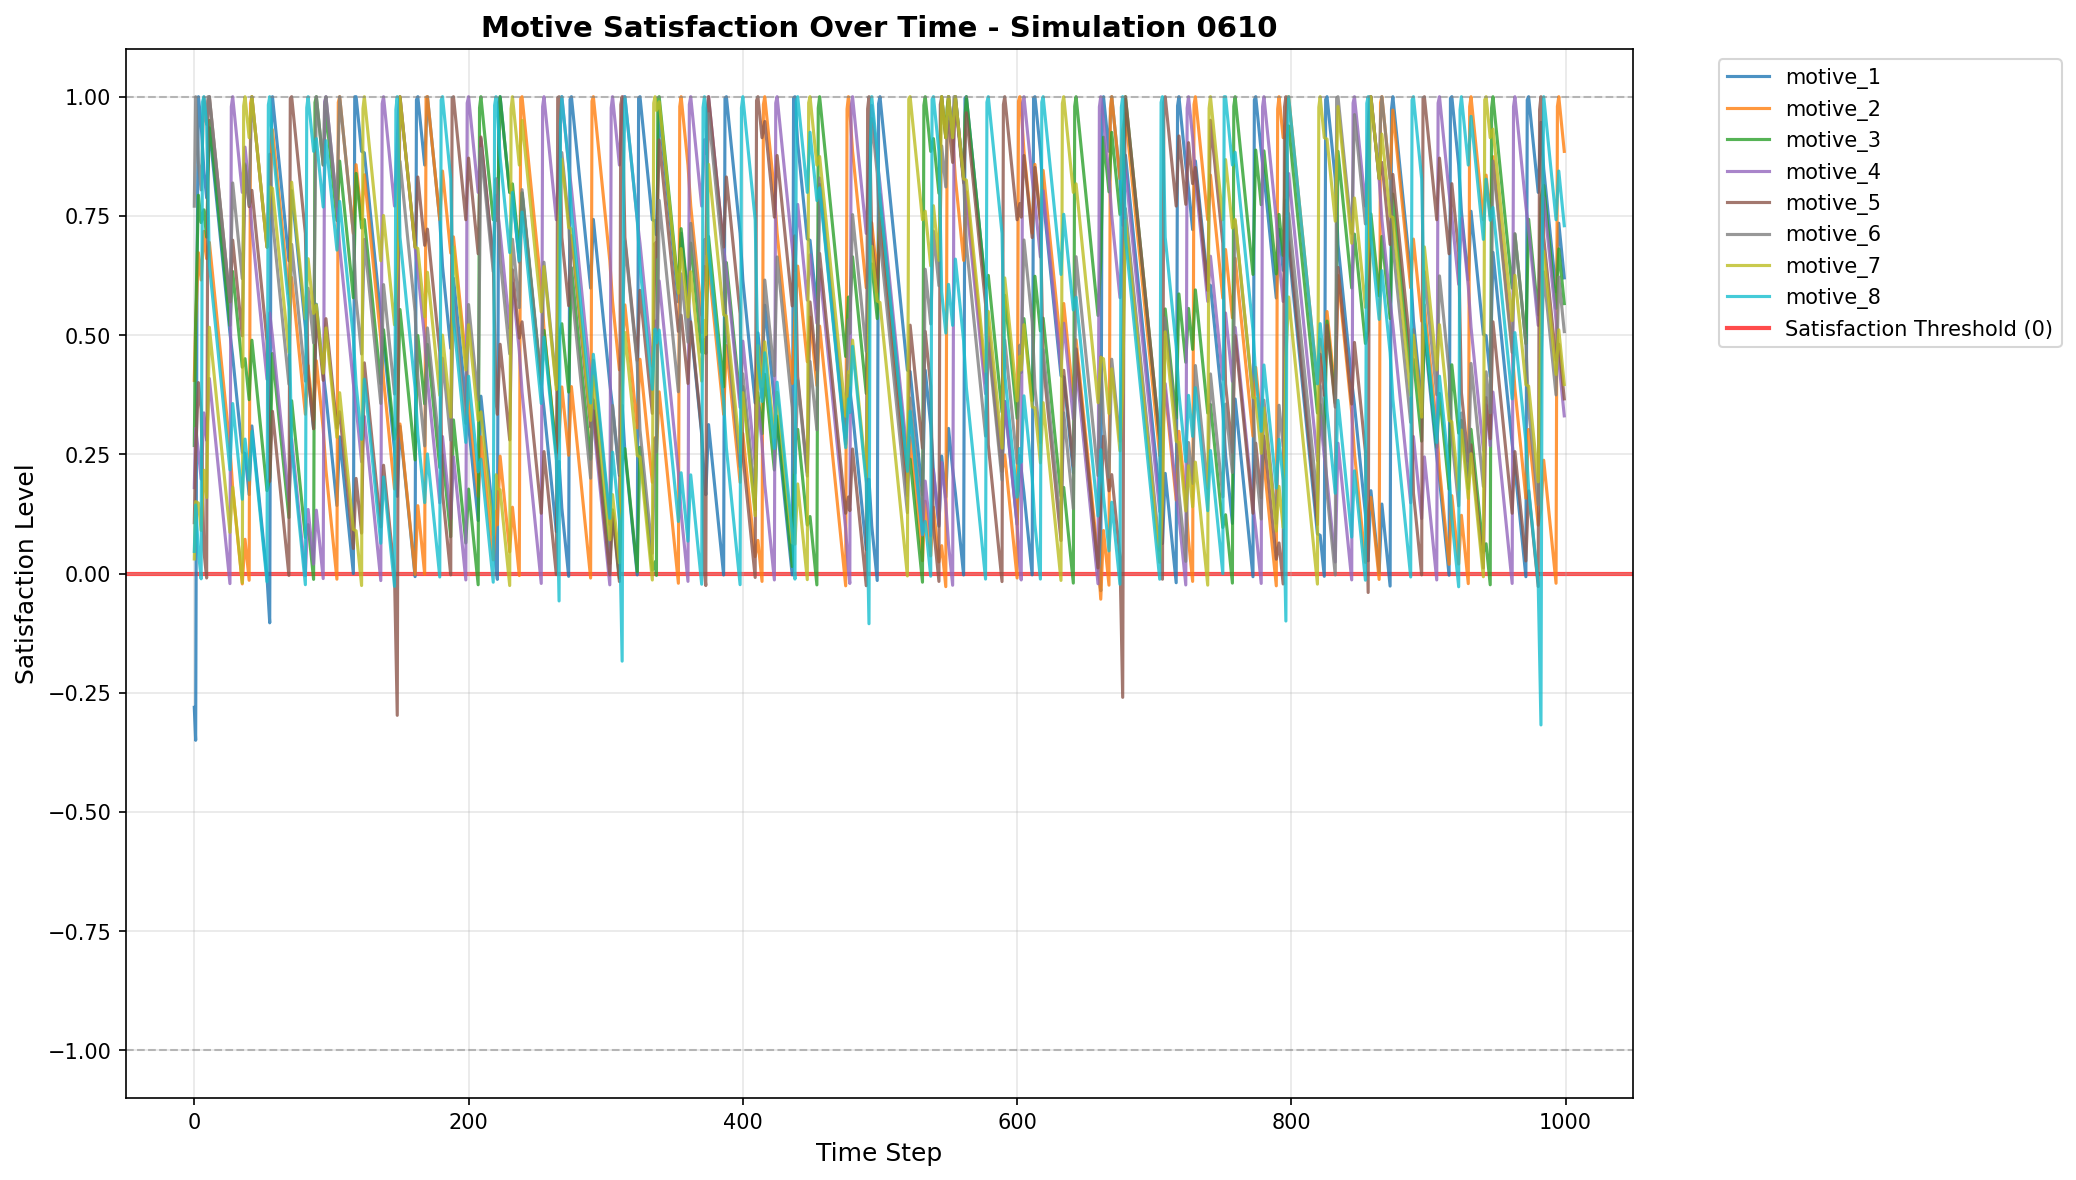 Motive Satisfaction Over Time - Simulation 0610
Satisfaction Level
1.00
0.75
0.50
0.25
0.00
−0.25
−0.50
−0.75
−1.00
0
200
400
600
800
1000
Time Step
motive_1
motive_2
motive_3
motive_4
motive_5
motive_6
motive_7
motive_8
Satisfaction Threshold (0)